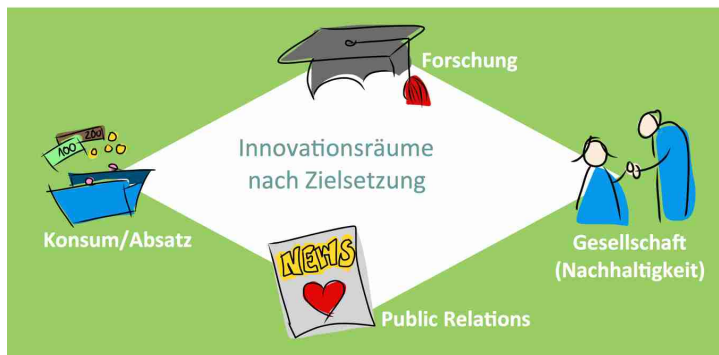 Forschung
Innovationsräume
nach Zielsetzung
200
100
Konsum/Absatz
Gesellschaft
(Nachhaltigkeit)
NEWS
Public Relations